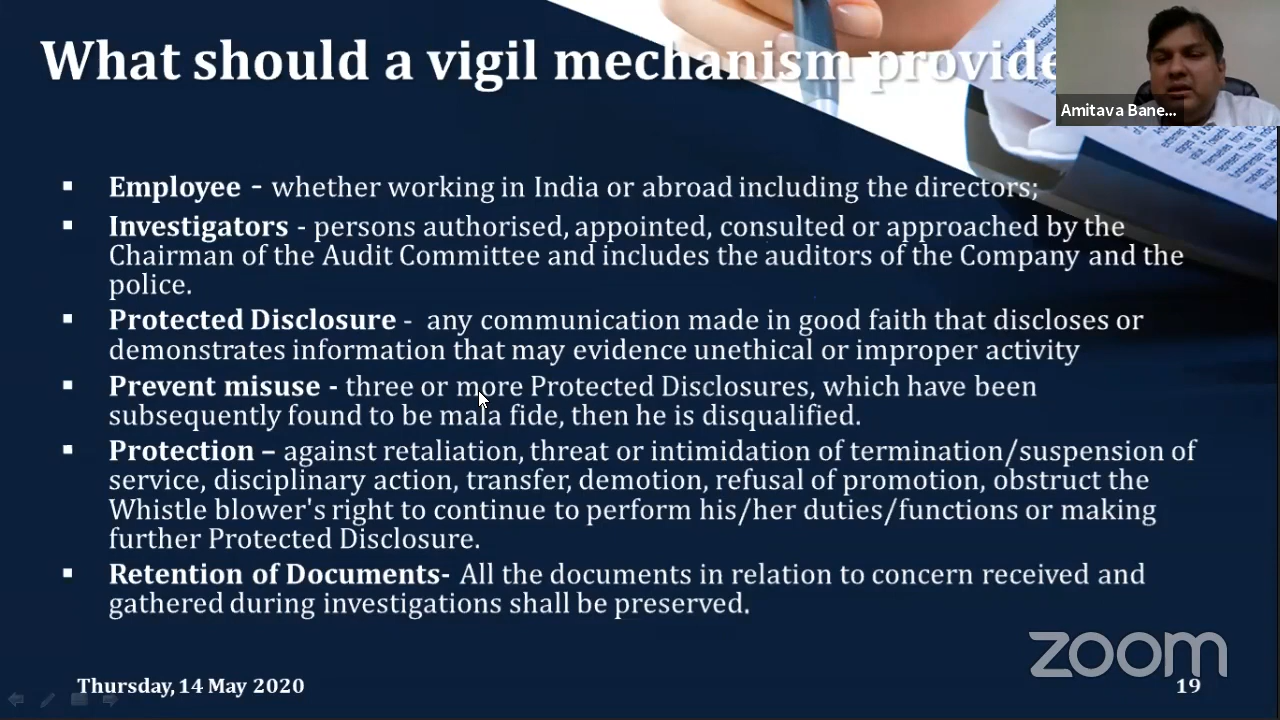 What should a vigil mechanism provide
Amitava Bane...
▪ Employee - whether working in India or abroad including the directors;
▪ Investigators - persons authorised, appointed, consulted or approached by the
Chairman of the Audit Committee and includes the auditors of the Company and the
police.
▪ Protected Disclosure - any communication made in good faith that discloses or
demonstrates information that may evidence unethical or improper activity
▪ Prevent misuse - three or more Protected Disclosures, which have been
subsequently found to be mala fide, then he is disqualified.
▪ Protection – against retaliation, threat or intimidation of termination/suspension of
service, disciplinary action, transfer, demotion, refusal of promotion, obstruct the
Whistle blower's right to continue to perform his/her duties/functions or making
further Protected Disclosure.
▪ Retention of Documents- All the documents in relation to concern received and
gathered during investigations shall be preserved.
zoom
Thursday, 14 May 2020
19